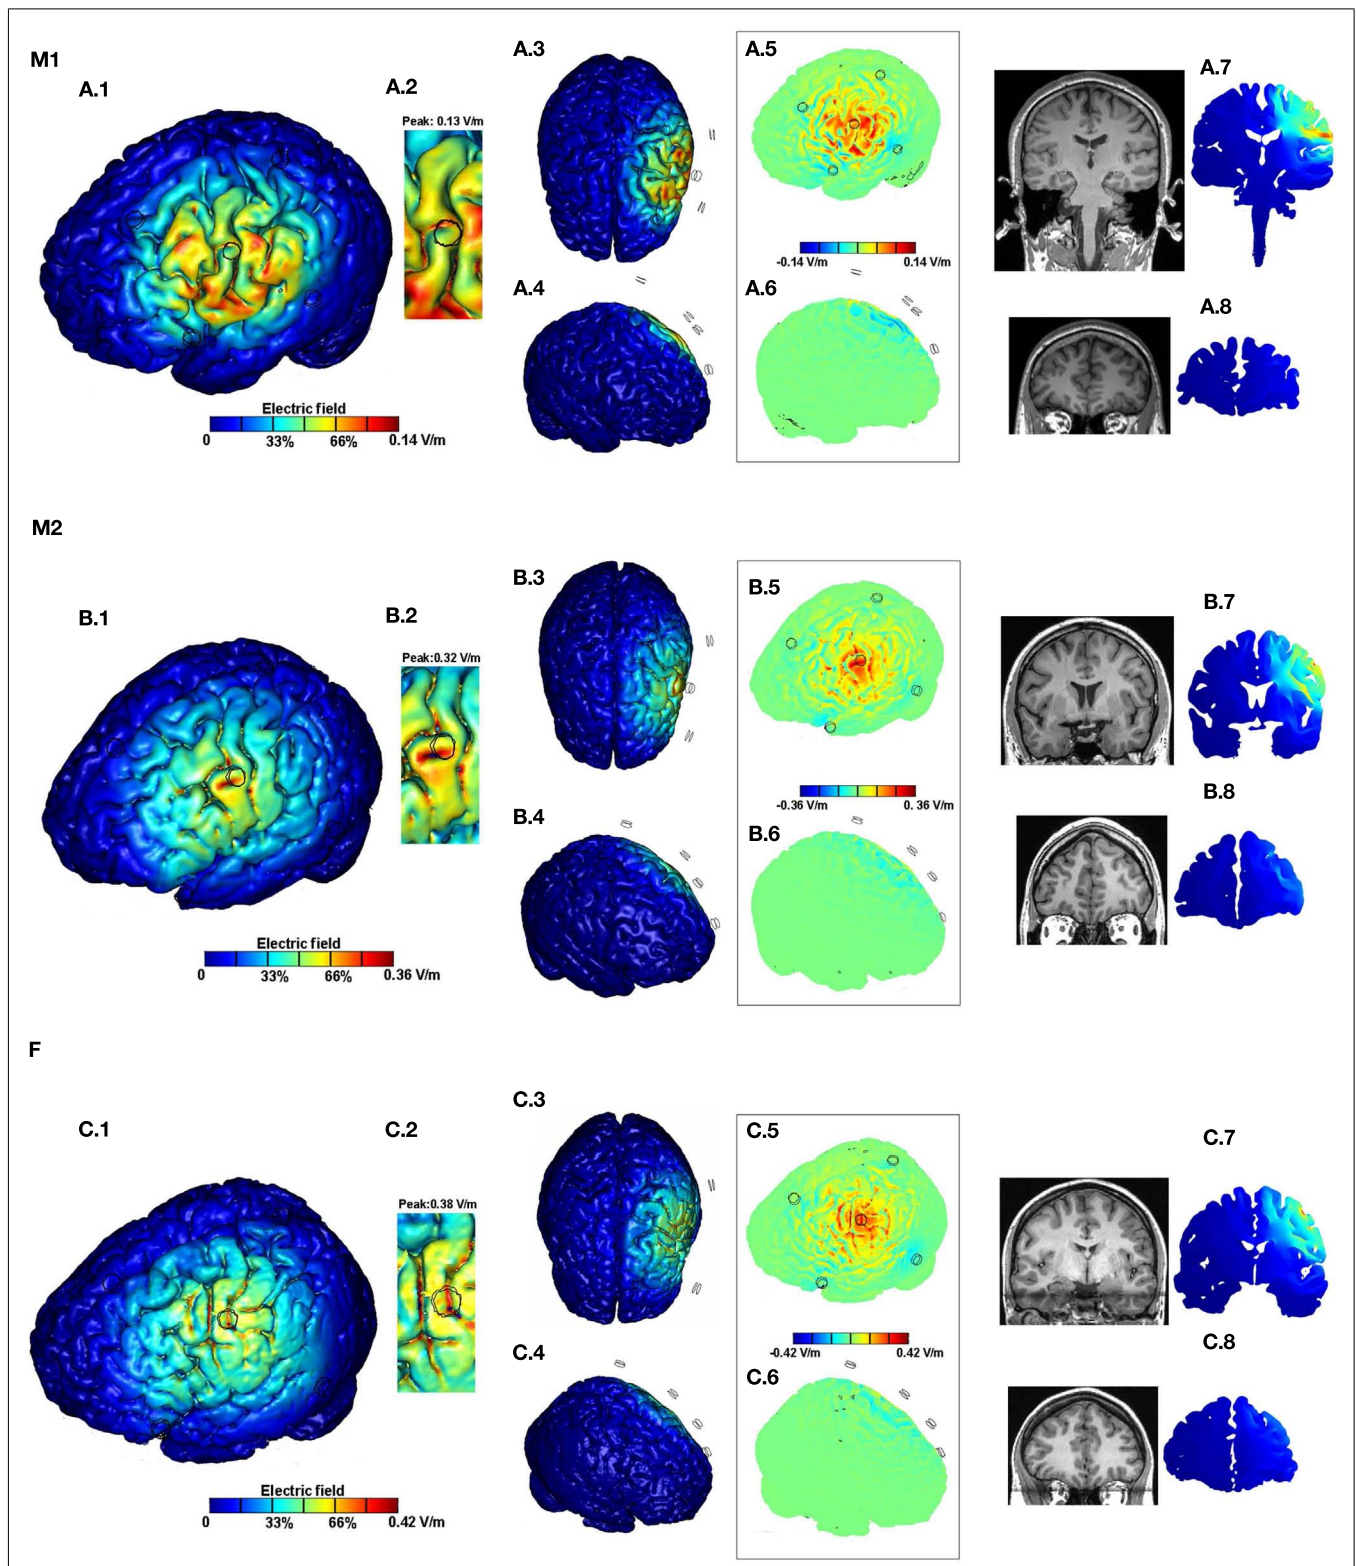 M1
A.1
A.2
Peak: 0.13 V/m
A.3
A.4
A.5
-0.14 V/m 0.14 V/m
A.6
A.7
A.8
Electric field
0 33% 66% 0.14 V/m
M2
B.1
B.2
Peak:0.32 V/m
B.3
B.4
B.5
-0.36 V/m 0. 36 V/m
B.6
B.7
B.8
Electric field
0 33% 66% 0.36 V/m
F
C.1
C.2
Peak:0.38 V/m
C.3
C.4
C.5
-0.42 V/m 0.42 V/m
C.6
C.7
C.8
Electric field
0 33% 66% 0.42 V/m